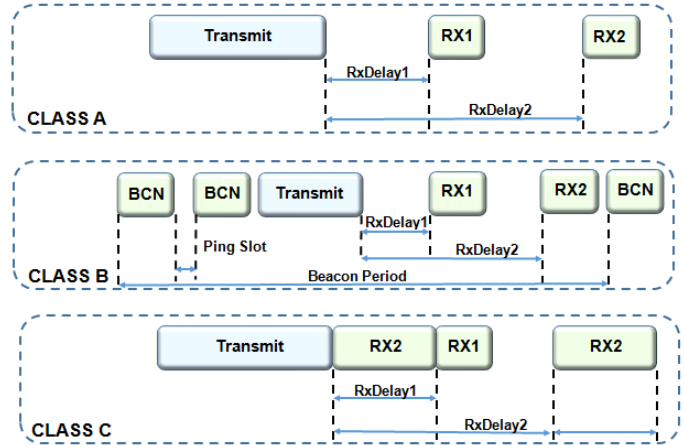 Transmit RX1 RX2
RxDelay1
RxDelay2
CLASS A
BCN BCN Transmit RX1 RX2 BCN
RxDelay1
Ping Slot
RxDelay2
Beacon Period
CLASS B
Transmit RX2 RX1 RX2
RxDelay1
RxDelay2
CLASS C